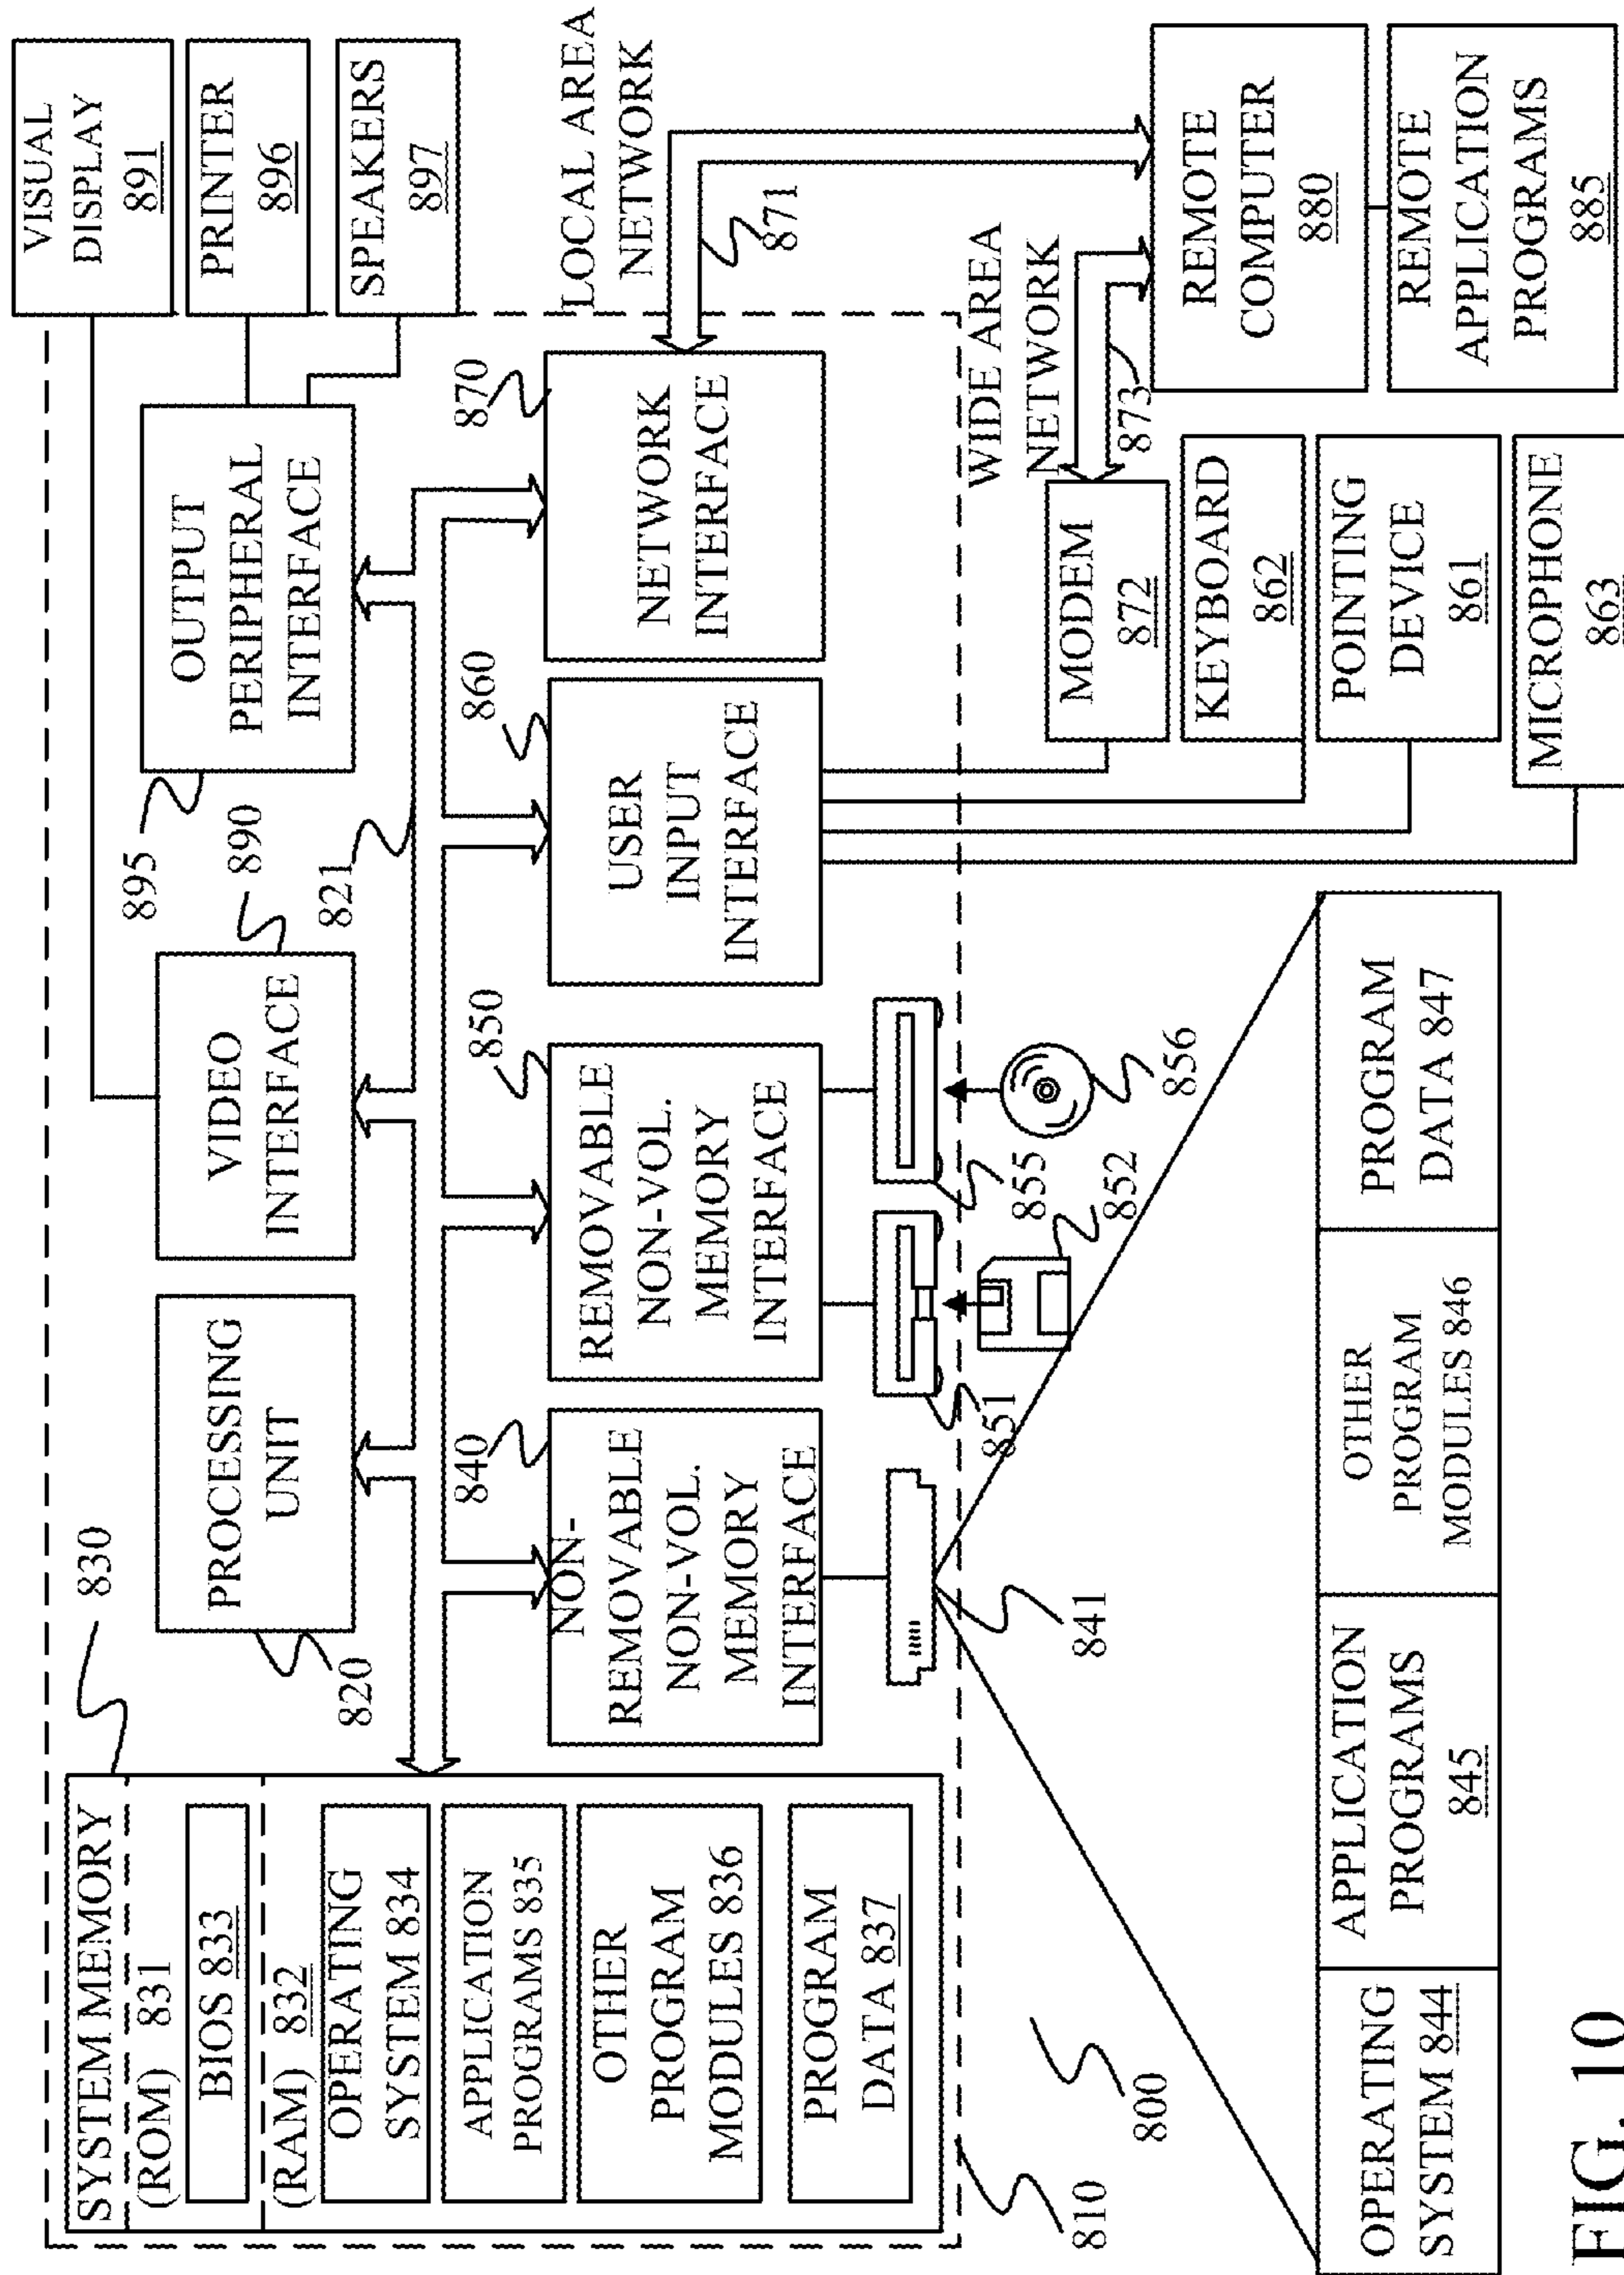 SYSTEM MEMORY
(ROM) 831
BIOS 833
(RAM) 832
OPERATING
SYSTEM 834
APPLICATION
PROGRAMS 835
OTHER
PROGRAM
MODULES 836
PROGRAM
DATA 837
830
PROCESSING
UNIT
820
VIDEO
INTERFACE
890
821
OUTPUT
PERIPHERAL
INTERFACE
895
VISUAL
DISPLAY
891
PRINTER
896
SPEAKERS
897
NON-
REMOVABLE
NON-VOL.
MEMORY
INTERFACE
840
REMOVABLE
NON-VOL.
MEMORY
INTERFACE
850
USER
INPUT
INTERFACE
860
NETWORK
INTERFACE
870
LOCAL AREA
NETWORK
871
810
800
841
851
852
855
856
WIDE AREA
NETWORK
873
MODEM
872
KEYBOARD
862
POINTING
DEVICE
861
MICROPHONE
863
REMOTE
COMPUTER
880
REMOTE
APPLICATION
PROGRAMS
885
OPERATING
SYSTEM 844
APPLICATION
PROGRAMS
845
OTHER
PROGRAM
MODULES 846
PROGRAM
DATA 847
FIG. 10